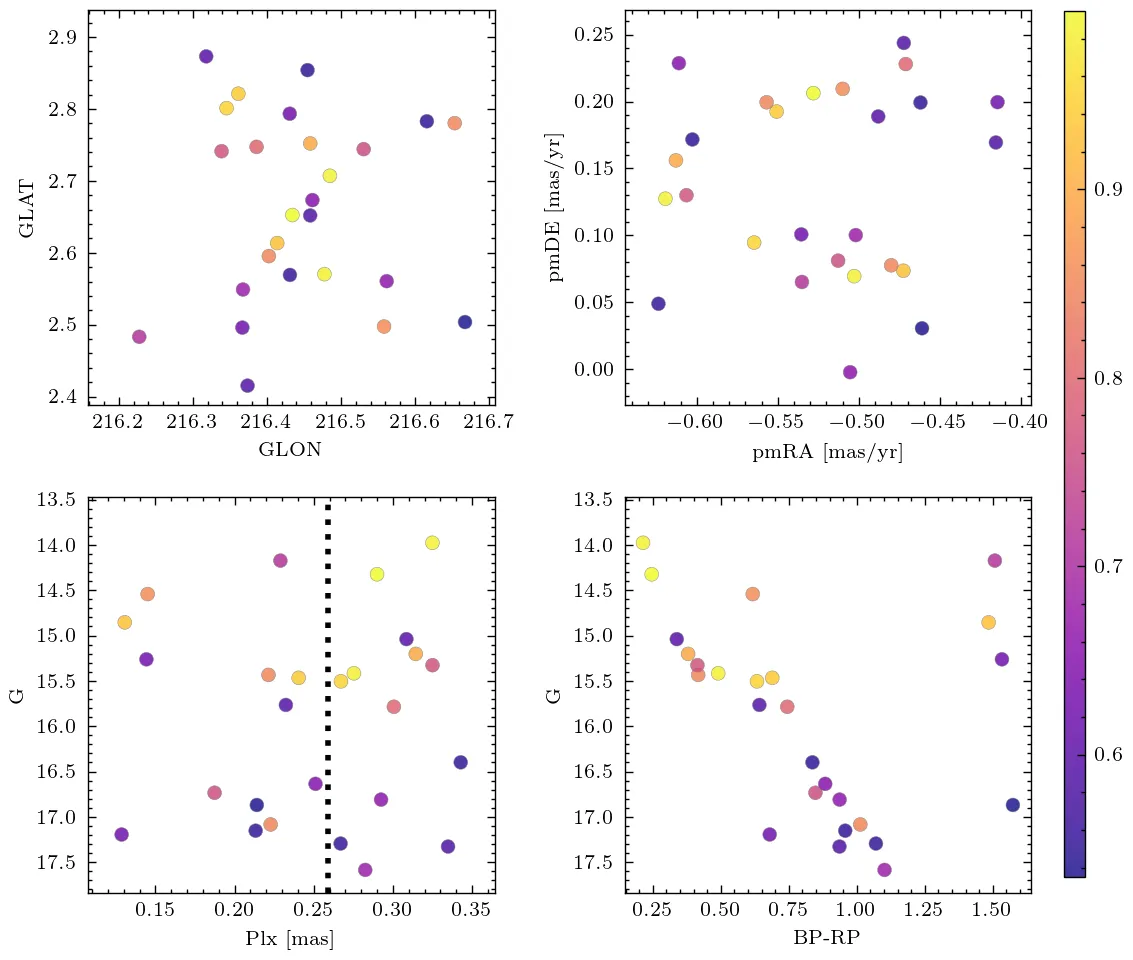 2.9
2.8
2.7
2.6
2.5
2.4
GLAT
216.2 216.3 216.4 216.5 216.6 216.7
GLON
0.25
0.20
0.15
0.10
0.05
0.00
pmDE [mas/yr]
−0.60 −0.55 −0.50 −0.45 −0.40
pmRA [mas/yr]
13.5
14.0
14.5
15.0
15.5
16.0
16.5
17.0
17.5
G
0.15 0.20 0.25 0.30 0.35
Plx [mas]
13.5
14.0
14.5
15.0
15.5
16.0
16.5
17.0
17.5
G
0.25 0.50 0.75 1.00 1.25 1.50
BP-RP
0.9
0.8
0.7
0.6